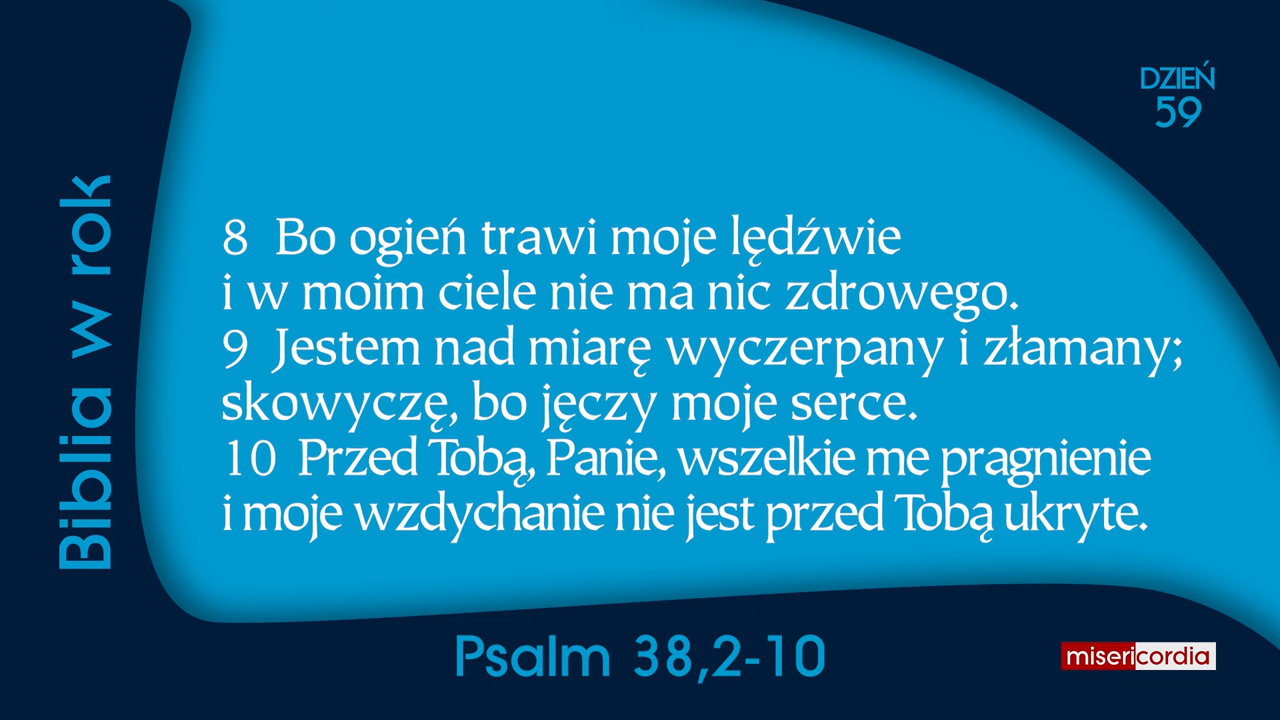 DZIEŃ
59
Biblia w rok
8 Bo ogień trawi moje lędźwie
i w moim ciele nie ma nic zdrowego.
9 Jestem nad miarę wyczerpany i złamany;
skowyczę, bo jęczy moje serce.
10 Przed Tobą, Panie, wszelkie me pragnienie
i moje wzdychanie nie jest przed Tobą ukryte.
Psalm 38,2-10
misericordia